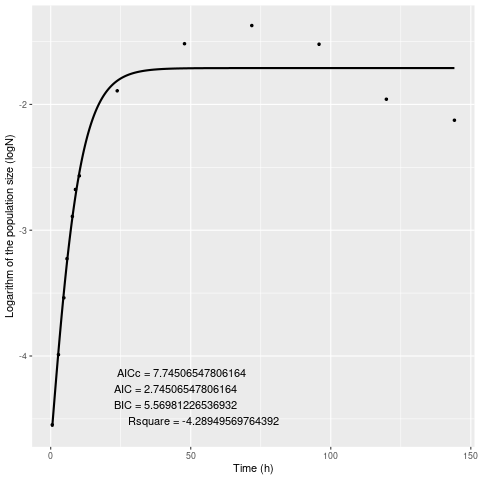 Logarithm of the population size (logN)
-2
-3
-4
AICc = 7.74506547806164
AIC = 2.74506547806164
BIC = 5.56981226536932
Rsquare = -4.28949569764392
0 50 100 150
Time (h)